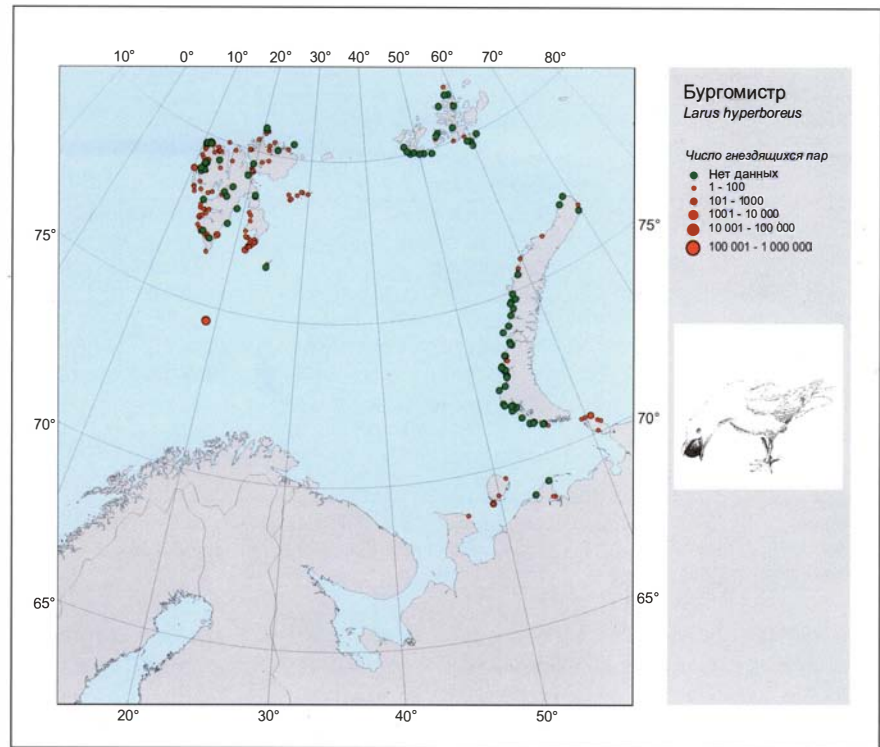 10° 0° 10° 20° 30° 40° 50° 60° 70° 80°
75° 75°
70° 70°
65° 65°
20° 30° 40° 50°
Бургомистр
Larus hyperboreus
Число гнездящихся пар
Нет данных
1 - 100
101 - 1000
1001 - 10 000
10 001 - 100 000
100 001 - 1 000 000